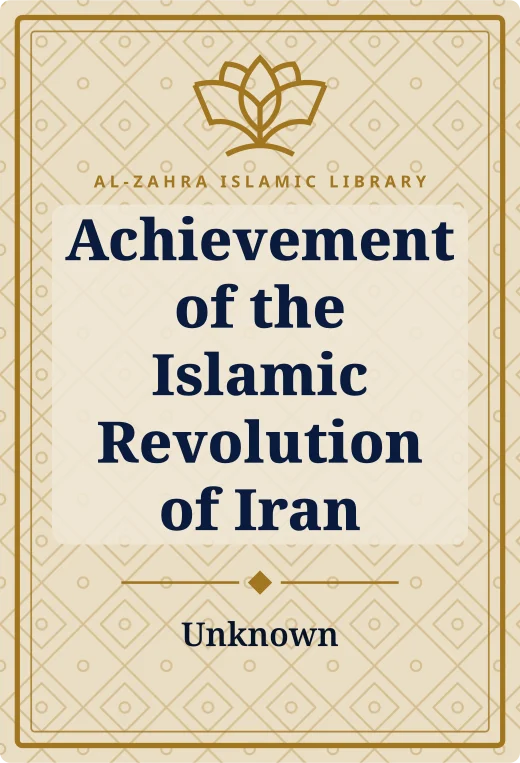 AL-ZAHRA ISLAMIC LIBRARY
Achievement
of the
Islamic
Revolution
of Iran
Unknown